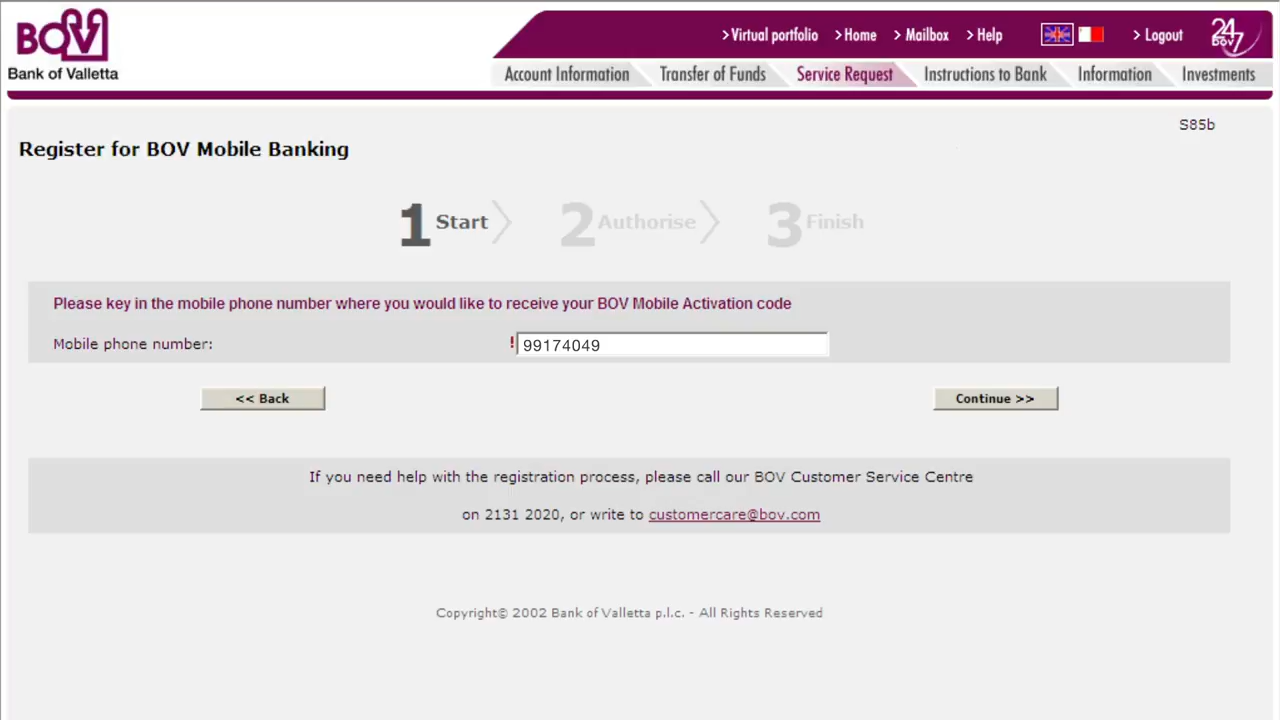 BOV
Bank of Valletta
> Virtual portfolio > Home > Mailbox > Help > Logout
24 BOV 7
Account Information Transfer of Funds Service Request Instructions to Bank Information Investments
S85b
Register for BOV Mobile Banking
1 Start 2 Authorise 3 Finish
Please key in the mobile phone number where you would like to receive your BOV Mobile Activation code
Mobile phone number: ! 99174049
<< Back Continue >>
If you need help with the registration process, please call our BOV Customer Service Centre
on 2131 2020, or write to customercare@bov.com
Copyright© 2002 Bank of Valletta p.l.c. - All Rights Reserved